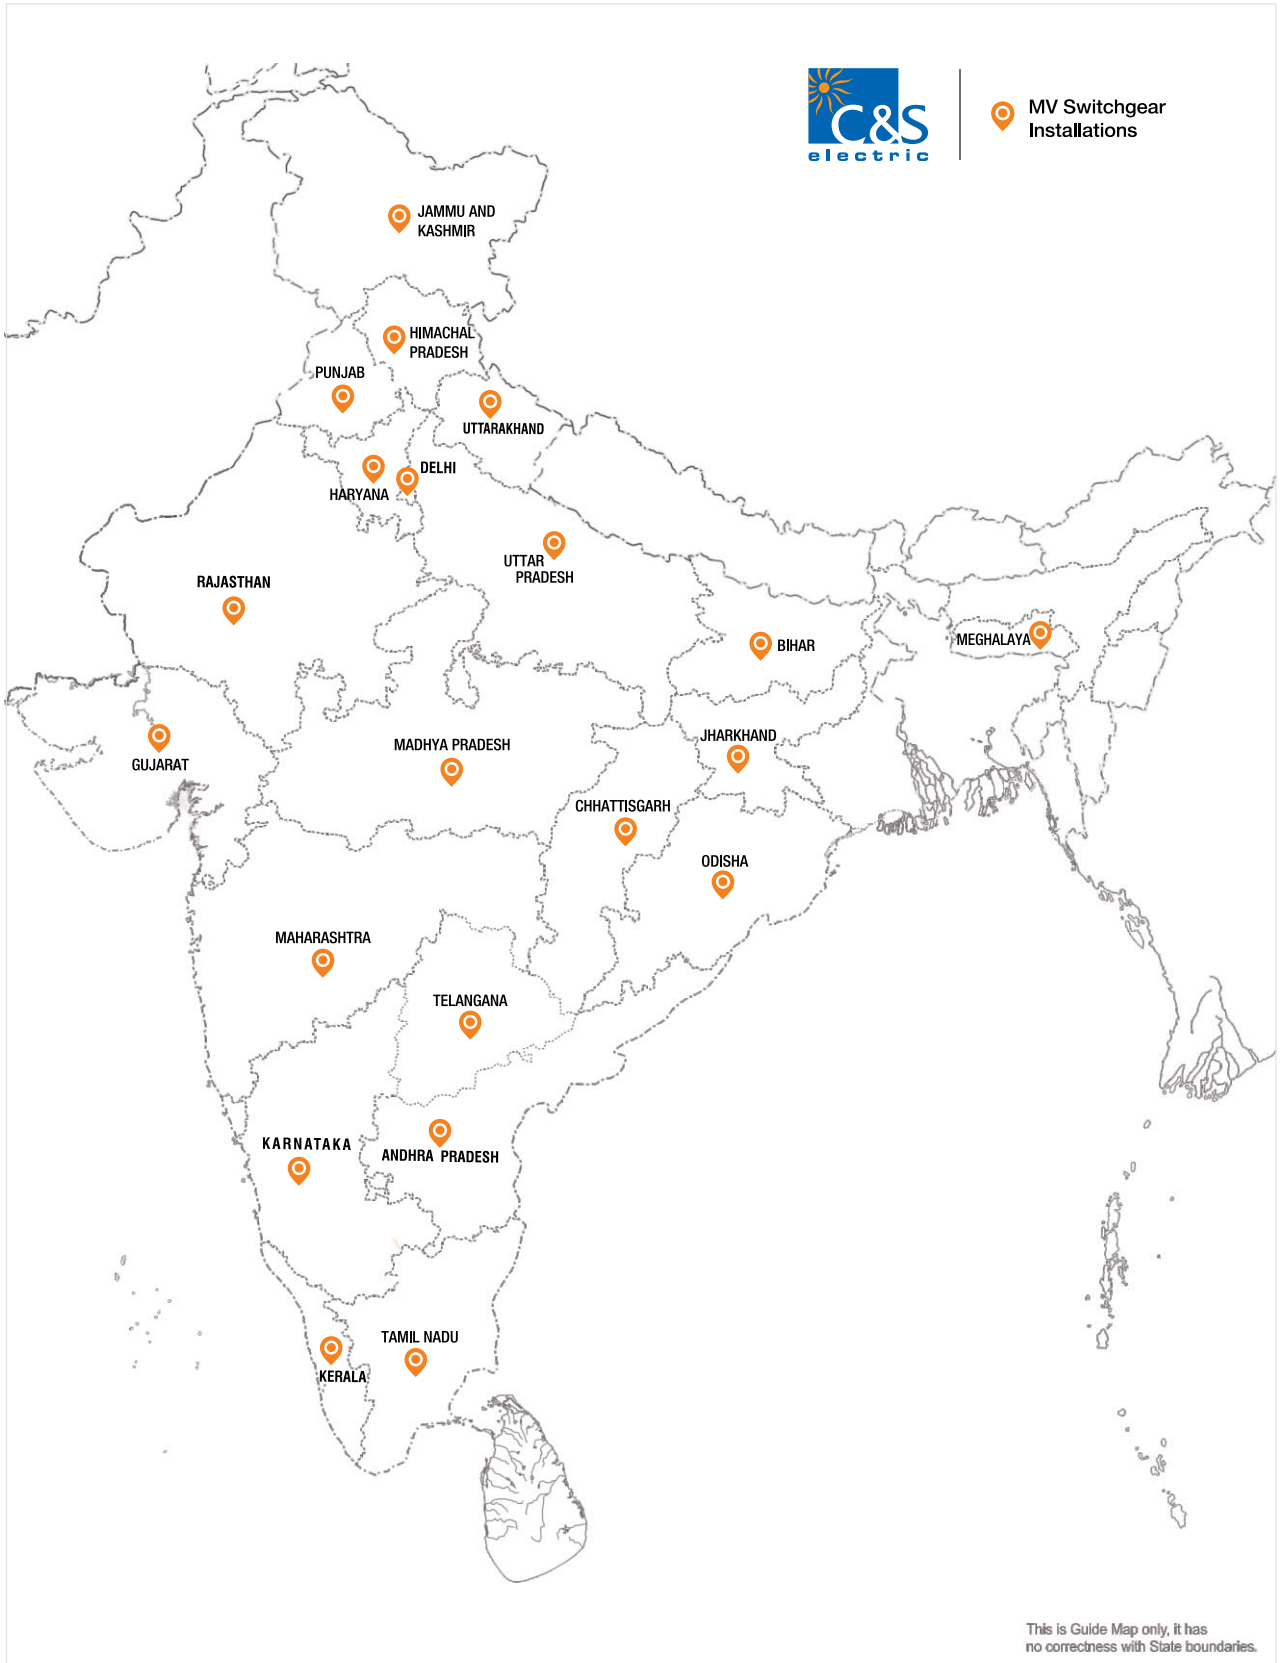 C&S
electric
MV Switchgear
Installations
JAMMU AND
KASHMIR
HIMACHAL
PRADESH
PUNJAB
UTTARAKHAND
DELHI
HARYANA
UTTAR
PRADESH
RAJASTHAN
BIHAR
MEGHALAYA
JHARKHAND
MADHYA PRADESH
GUJARAT
CHHATTISGARH
ODISHA
MAHARASHTRA
TELANGANA
KARNATAKA
ANDHRA PRADESH
TAMIL NADU
KERALA
This is Guide Map only, it has
no correctness with State boundaries.